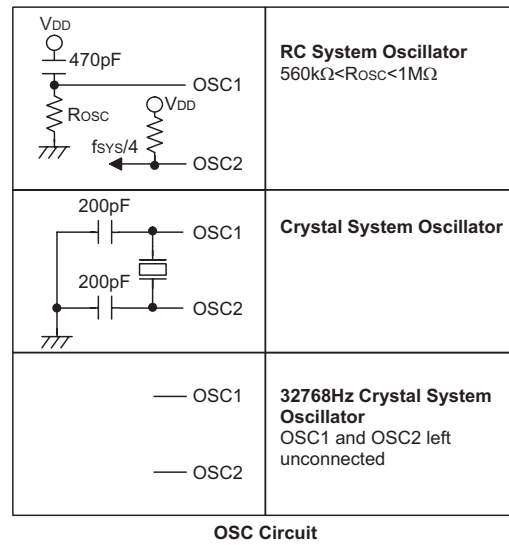 VDD
470pF
OSC1
ROSC
VDD
fSYS/4
OSC2
RC System Oscillator
560kΩ<ROSC<1MΩ
200pF
OSC1
200pF
OSC2
Crystal System Oscillator
OSC1
OSC2
32768Hz Crystal System
Oscillator
OSC1 and OSC2 left
unconnected
OSC Circuit